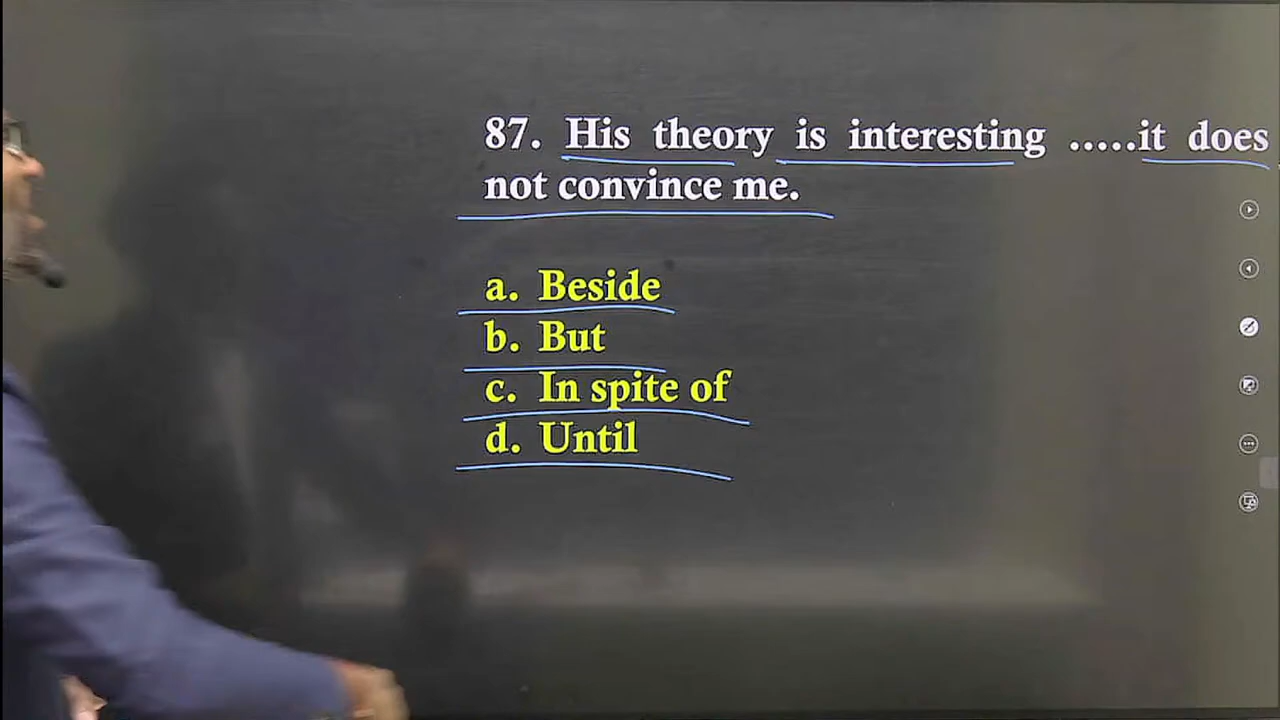 87. His theory is interesting .....it does
not convince me.
a. Beside
b. But
c. In spite of
d. Until